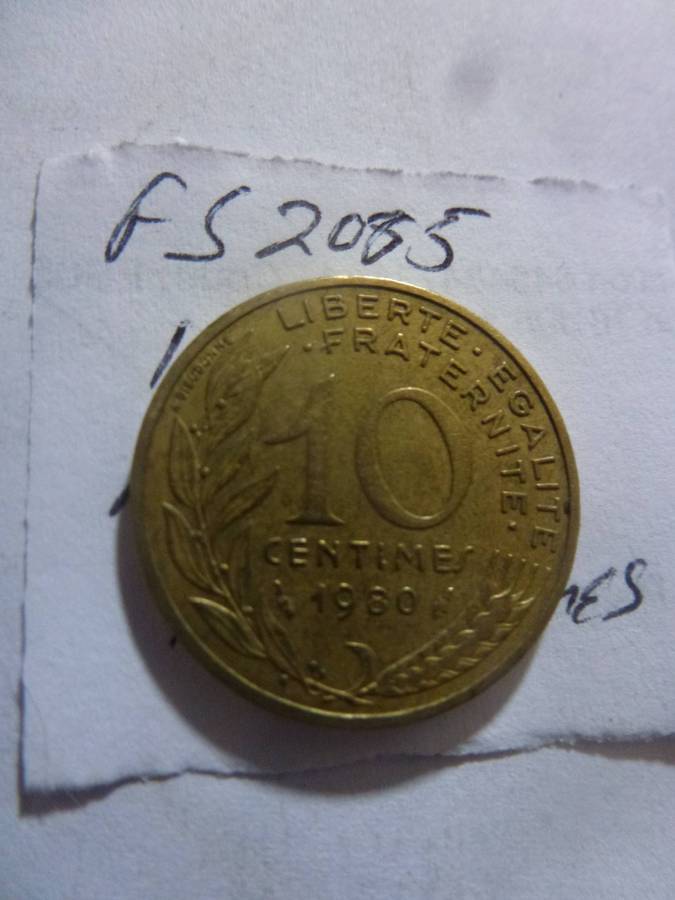 FS2085
LIBERTE · EGALITE
· FRATERNITE ·
10
CENTIMES
1980